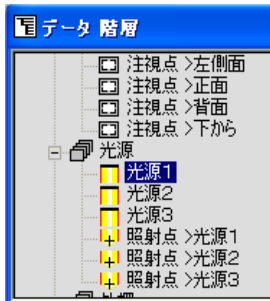 データ 階層
注視点 >左側面
注視点 >正面
注視点 >背面
注視点 >下から
光源
光源1
光源2
光源3
照射点 >光源1
照射点 >光源2
照射点 >光源3